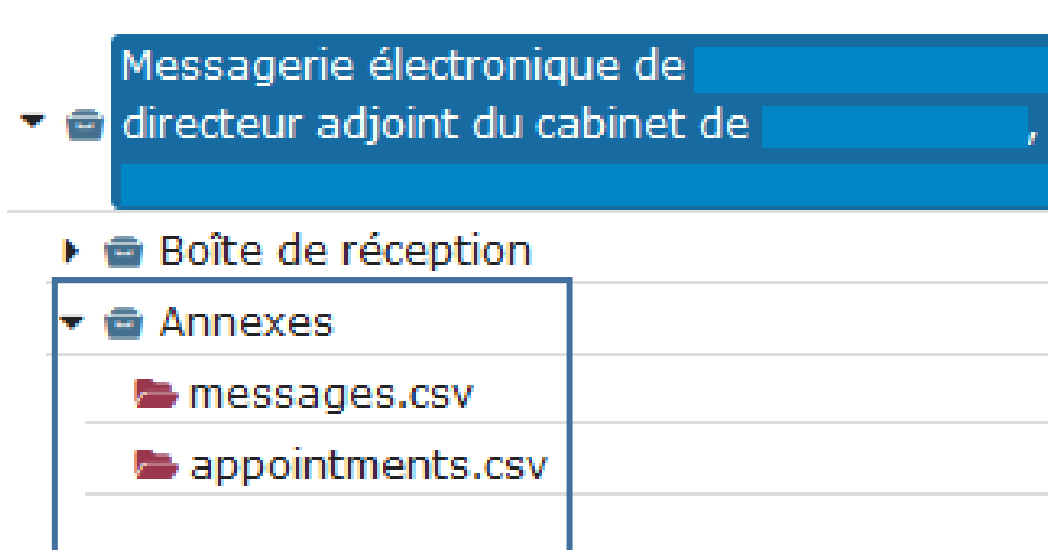 Messagerie électronique de
directeur adjoint du cabinet de ,
Boîte de réception
Annexes
messages.csv
appointments.csv